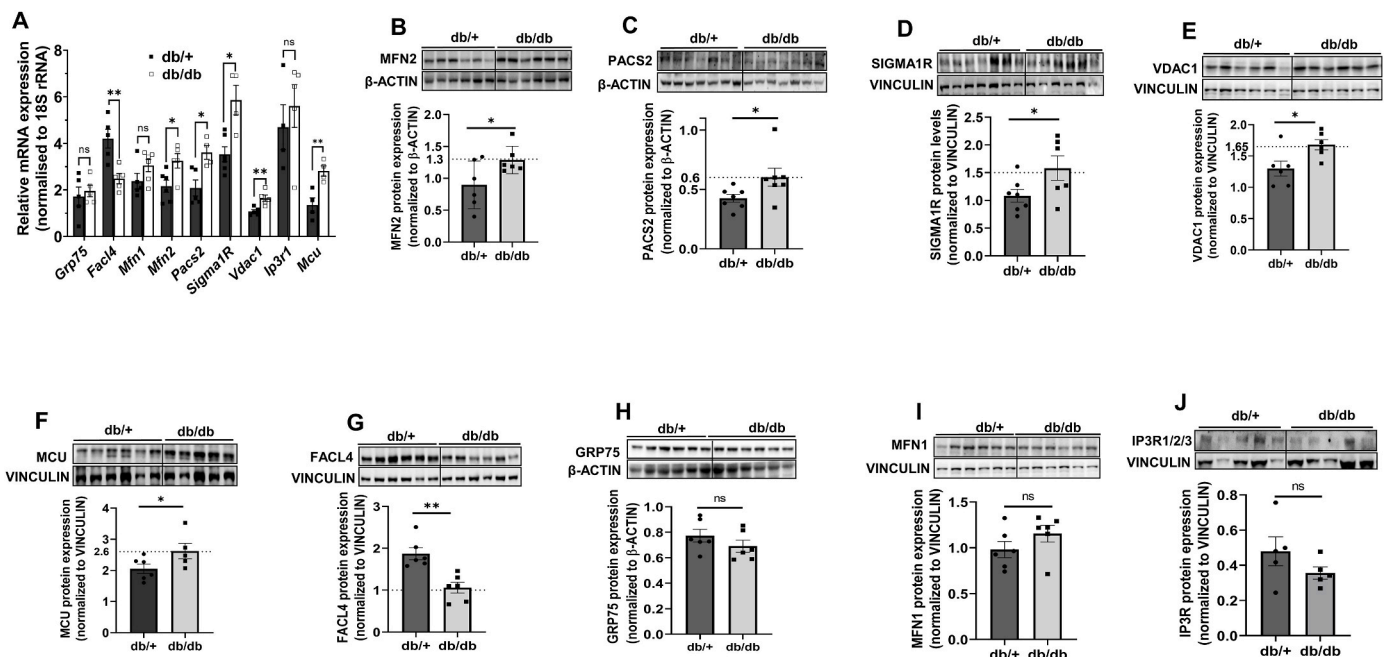 A
Relative mRNA expression
(normalised to 18S rRNA)
18
8
6
4
2
0
db/+
db/db
ns
**
ns
*
*
*
**
ns
**
Grp75
Facl4
Mfn1
Mfn2
Pacs2
Sigma1R
Vdac1
Ip3r1
Mcu
B
db/+
db/db
MFN2
β-ACTIN
MFN2 protein expression
(normalized to β-ACTIN)
2.0
1.5
1.3
1.0
0.5
0.0
*
db/+
db/db
C
db/+
db/db
PACS2
β-ACTIN
PACS2 protein expression
(normalized to β-ACTIN)
1.0
0.6
0.5
0.0
*
db/+
db/db
D
db/+
db/db
SIGMA1R
VINCULIN
SIGMA1R protein levels
(normalized to VINCULIN)
2.5
2.0
1.5
1.0
0.5
0.0
*
db/+
db/db
E
db/+
db/db
VDAC1
VINCULIN
VDAC1 protein expression
(normalized to VINCULIN)
2.0
1.65
1.5
1.0
0.5
0.0
*
db/+
db/db
F
db/+
db/db
MCU
VINCULIN
MCU protein expression
(normalized to VINCULIN)
4
3
2.6
2
1
0
*
db/+
db/db
G
db/+
db/db
FACL4
VINCULIN
FACL4 protein expression
(normalized to VINCULIN)
3
2
1
0
**
db/+
db/db
H
db/+
db/db
GRP75
β-ACTIN
GRP75 protein expression
(normalized to β-ACTIN)
1.0
0.8
0.6
0.4
0.2
0.0
ns
db/+
db/db
I
db/+
db/db
MFN1
VINCULIN
MFN1 protein expression
(normalized to VINCULIN)
1.5
1.0
0.5
0.0
ns
db/+
db/db
J
db/+
db/db
IP3R1/2/3
VINCULIN
IP3R protein epression
(normalized to VINCULIN)
0.8
0.6
0.4
0.2
0.0
ns
db/+
db/db